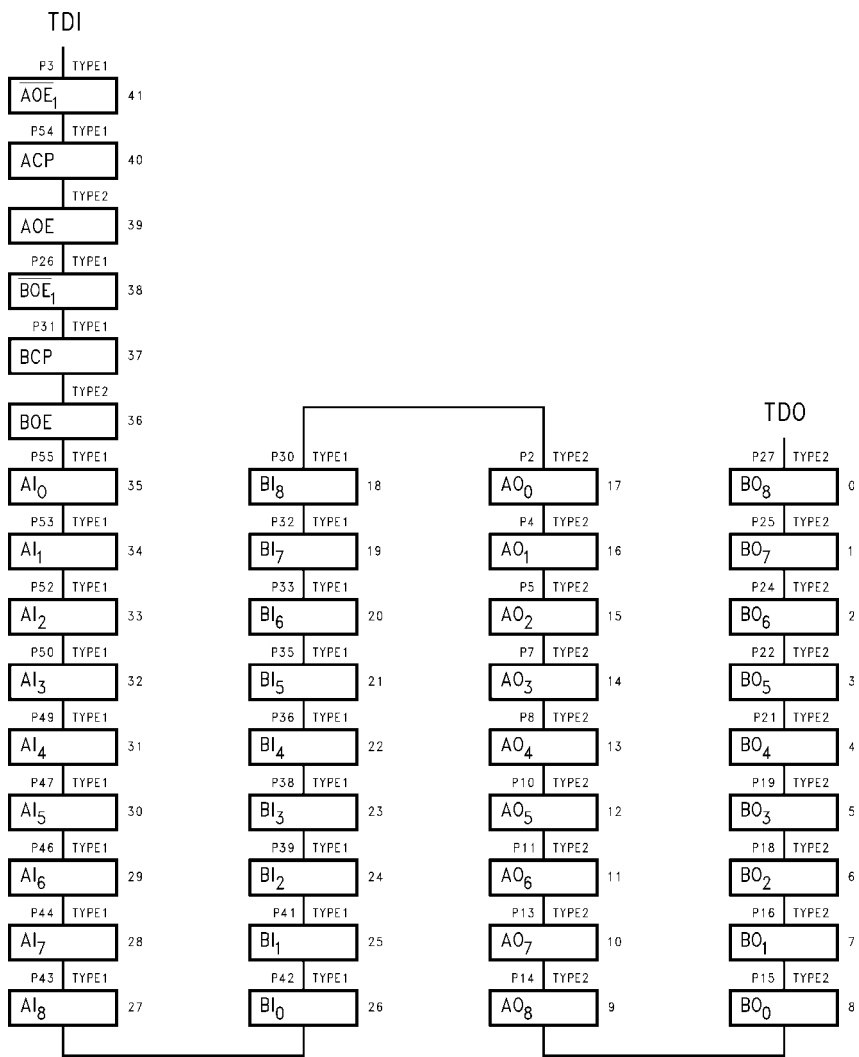 TDI
P3 TYPE1
AOE1 41
P54 TYPE1
ACP 40
TYPE2
AOE 39
P26 TYPE1
BOE1 38
P31 TYPE1
BCP 37
TYPE2
BOE 36
P55 TYPE1
AI0 35
P53 TYPE1
AI1 34
P52 TYPE1
AI2 33
P50 TYPE1
AI3 32
P49 TYPE1
AI4 31
P47 TYPE1
AI5 30
P46 TYPE1
AI6 29
P44 TYPE1
AI7 28
P43 TYPE1
AI8 27
P30 TYPE1
BI8 18
P32 TYPE1
BI7 19
P33 TYPE1
BI6 20
P35 TYPE1
BI5 21
P36 TYPE1
BI4 22
P38 TYPE1
BI3 23
P39 TYPE1
BI2 24
P41 TYPE1
BI1 25
P42 TYPE1
BI0 26
P2 TYPE2
AO0 17
P4 TYPE2
AO1 16
P5 TYPE2
AO2 15
P7 TYPE2
AO3 14
P8 TYPE2
AO4 13
P10 TYPE2
AO5 12
P11 TYPE2
AO6 11
P13 TYPE2
AO7 10
P14 TYPE2
AO8 9
TDO
P27 TYPE2
BO8 0
P25 TYPE2
BO7 1
P24 TYPE2
BO6 2
P22 TYPE2
BO5 3
P21 TYPE2
BO4 4
P19 TYPE2
BO3 5
P18 TYPE2
BO2 6
P16 TYPE2
BO1 7
P15 TYPE2
BO0 8